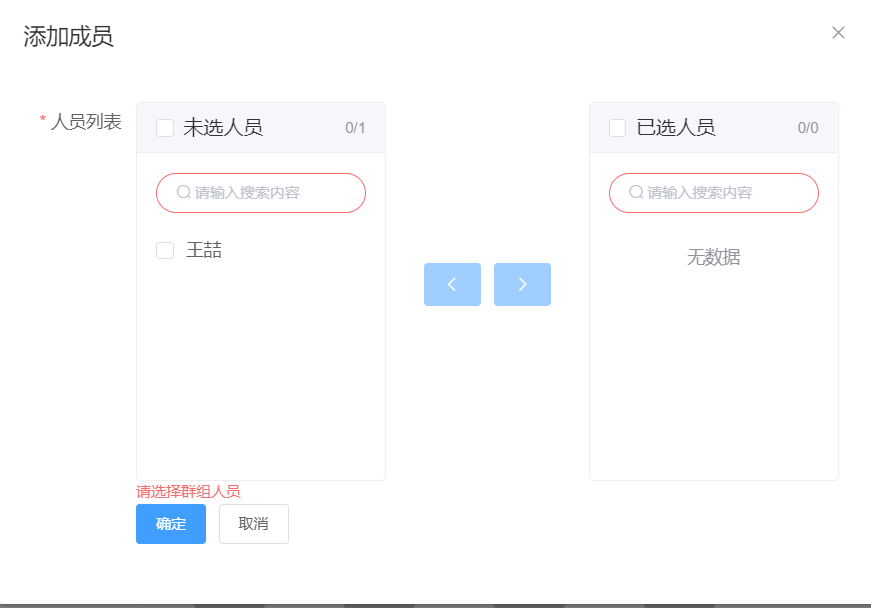 添加成员
* 人员列表
未选人员 0/1
请输入搜索内容
王喆
已选人员 0/0
请输入搜索内容
无数据
请选择群组人员
确定 取消